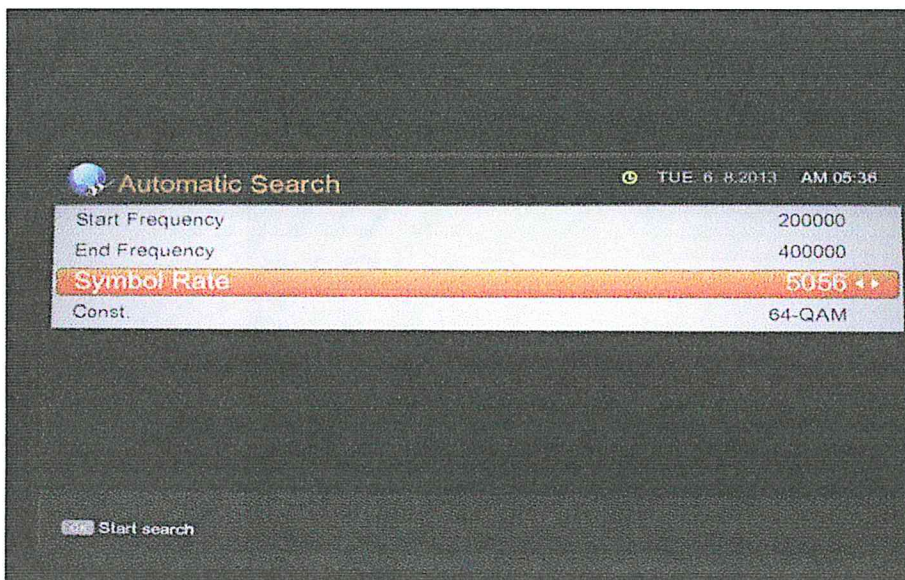 Automatic Search
TUE. 6. 8.2013 AM 05:36
Start Frequency 200000
End Frequency 400000
Symbol Rate 5056
Const. 64-QAM
OK Start search